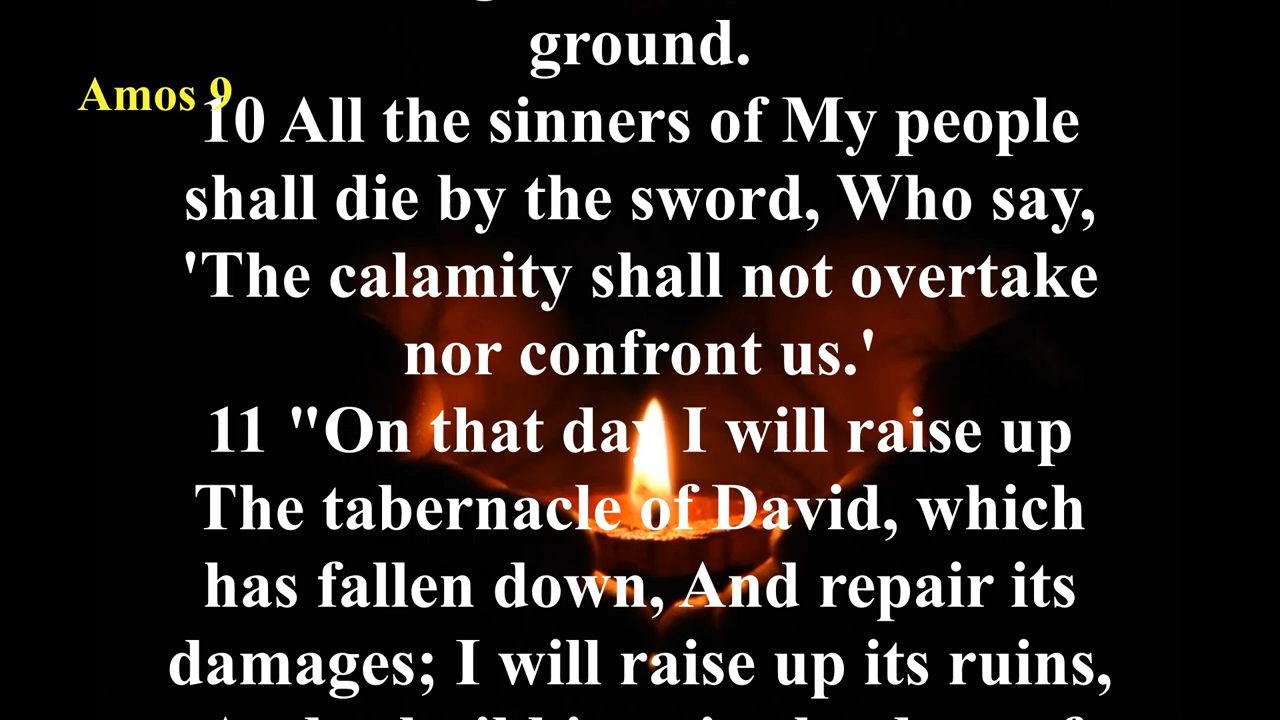 ground.
Amos 9
10 All the sinners of My people
shall die by the sword, Who say,
'The calamity shall not overtake
nor confront us.'
11 "On that day I will raise up
The tabernacle of David, which
has fallen down, And repair its
damages; I will raise up its ruins,